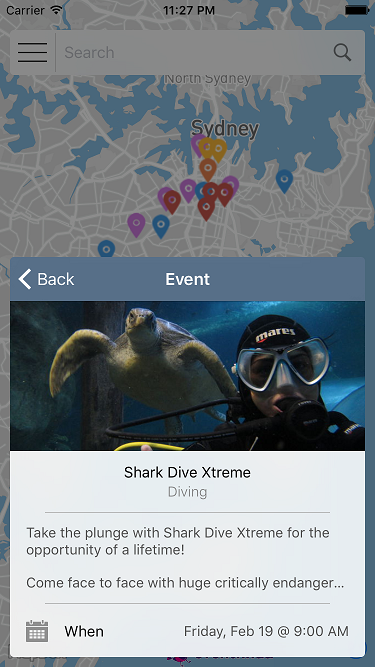 Carrier 11:27 PM
Search
North Sydney
Sydney
Back Event
mares
Shark Dive Xtreme
Diving
Take the plunge with Shark Dive Xtreme for the
opportunity of a lifetime!
Come face to face with huge critically endanger...
When Friday, Feb 19 @ 9:00 AM